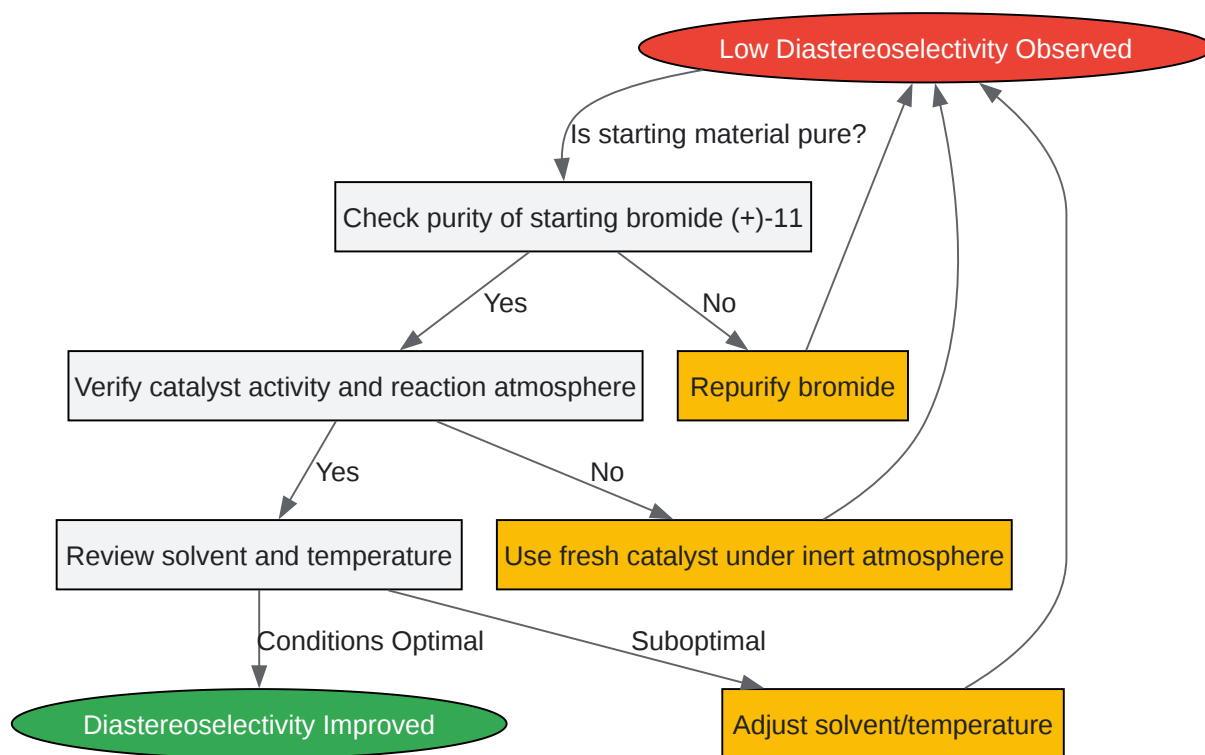 Low Diastereoselectivity Observed
Is starting material pure?
Check purity of starting bromide (+)-11
Yes
No
Verify catalyst activity and reaction atmosphere
Repurify bromide
Yes
No
Review solvent and temperature
Use fresh catalyst under inert atmosphere
Conditions Optimal
Suboptimal
Diastereoselectivity Improved
Adjust solvent/temperature